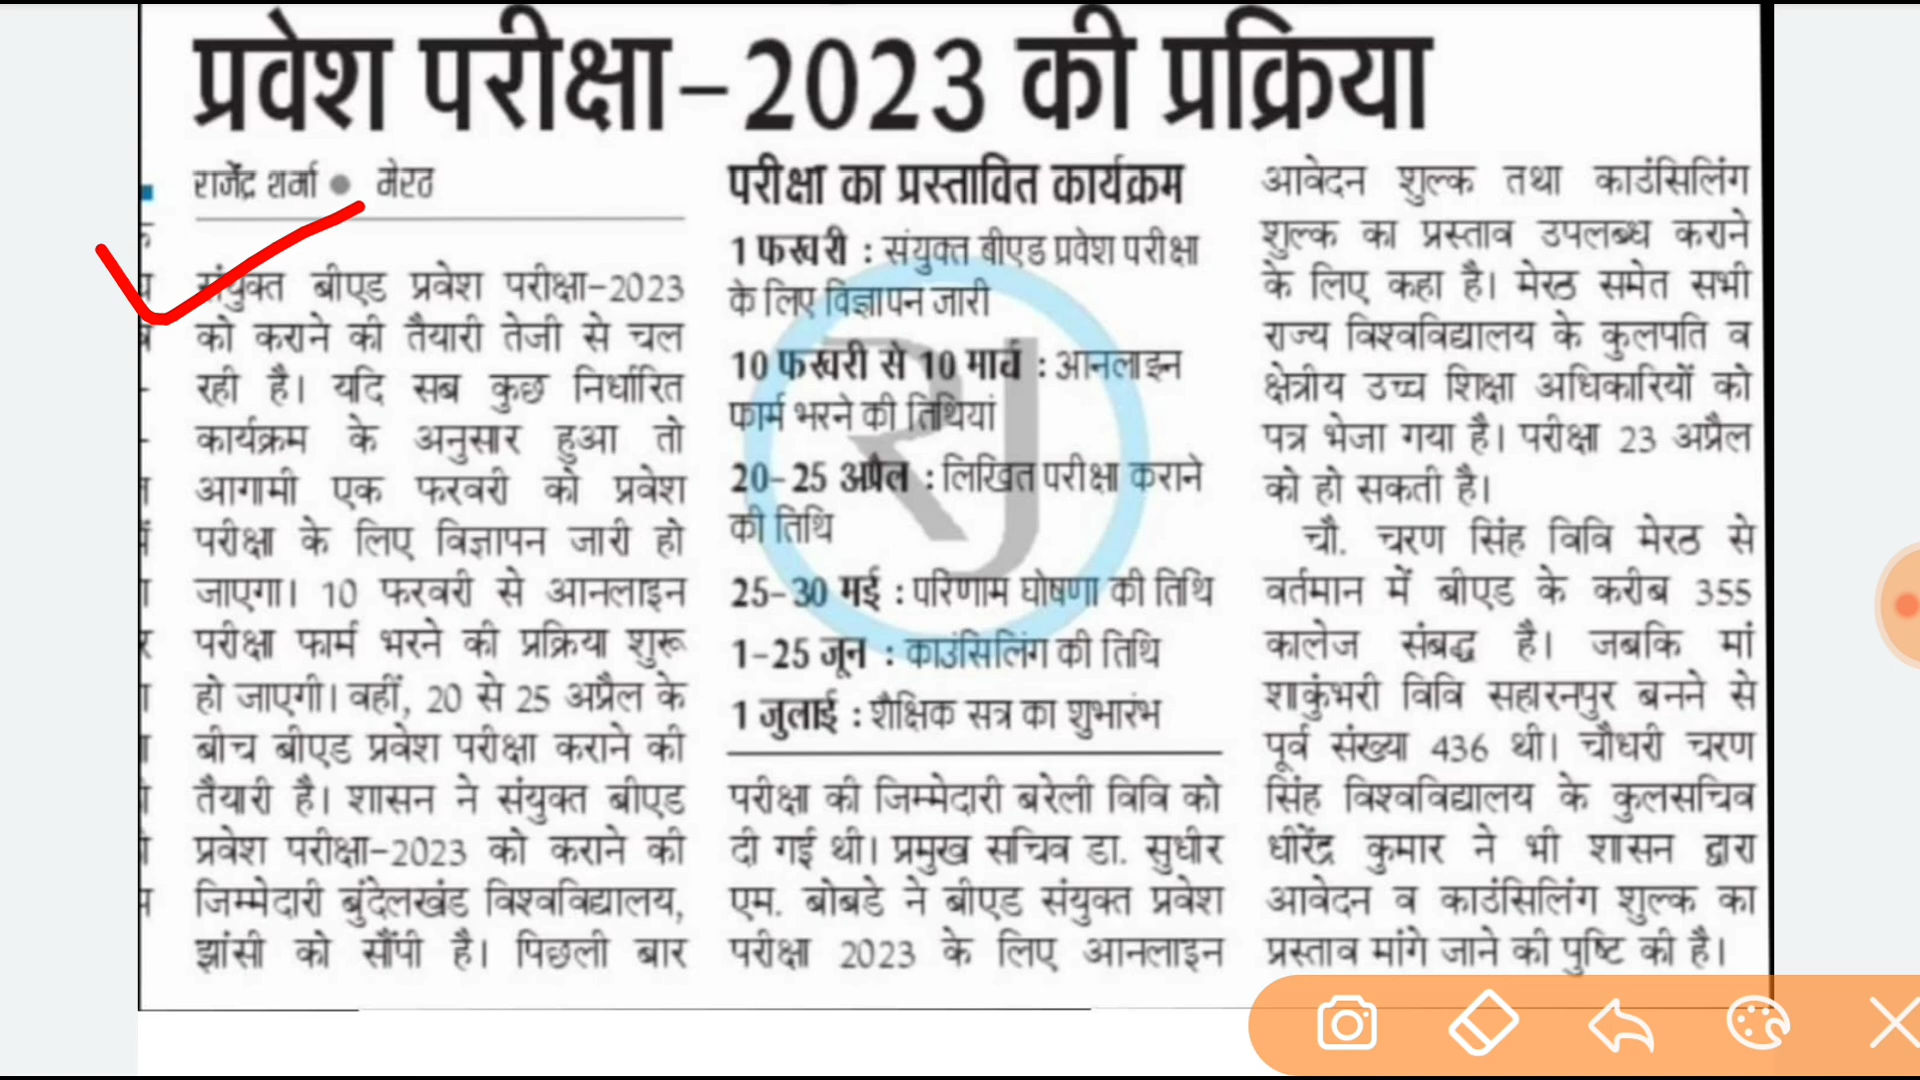 प्रवेश परीक्षा-2023 की प्रक्रिया
राजेंद्र शर्मा ● मेरठ
संयुक्त बीएड प्रवेश परीक्षा-2023
को कराने की तैयारी तेजी से चल
रही है। यदि सब कुछ निर्धारित
कार्यक्रम के अनुसार हुआ तो
आगामी एक फरवरी को प्रवेश
परीक्षा के लिए विज्ञापन जारी हो
जाएगा। 10 फरवरी से आनलाइन
परीक्षा फार्म भरने की प्रक्रिया शुरू
हो जाएगी। वहीं, 20 से 25 अप्रैल के
बीच बीएड प्रवेश परीक्षा कराने की
तैयारी है। शासन ने संयुक्त बीएड
प्रवेश परीक्षा-2023 को कराने की
जिम्मेदारी बुंदेलखंड विश्वविद्यालय,
झांसी को सौंपी है। पिछली बार
परीक्षा का प्रस्तावित कार्यक्रम
1 फरवरी : संयुक्त बीएड प्रवेश परीक्षा
के लिए विज्ञापन जारी
10 फरवरी से 10 मार्च : आनलाइन
फार्म भरने की तिथियां
20-25 अप्रैल : लिखित परीक्षा कराने
की तिथि
25-30 मई : परिणाम घोषणा की तिथि
1-25 जून : काउंसिलिंग की तिथि
1 जुलाई : शैक्षिक सत्र का शुभारंभ
परीक्षा की जिम्मेदारी बरेली विवि को
दी गई थी। प्रमुख सचिव डा. सुधीर
एम. बोबडे ने बीएड संयुक्त प्रवेश
परीक्षा 2023 के लिए आनलाइन
आवेदन शुल्क तथा काउंसिलिंग
शुल्क का प्रस्ताव उपलब्ध कराने
के लिए कहा है। मेरठ समेत सभी
राज्य विश्वविद्यालय के कुलपति व
क्षेत्रीय उच्च शिक्षा अधिकारियों को
पत्र भेजा गया है। परीक्षा 23 अप्रैल
को हो सकती है।
चौ. चरण सिंह विवि मेरठ से
वर्तमान में बीएड के करीब 355
कालेज संबद्ध है। जबकि मां
शाकुंभरी विवि सहारनपुर बनने से
पूर्व संख्या 436 थी। चौधरी चरण
सिंह विश्वविद्यालय के कुलसचिव
धीरेंद्र कुमार ने भी शासन द्वारा
आवेदन व काउंसिलिंग शुल्क का
प्रस्ताव मांगे जाने की पुष्टि की है।
RJ